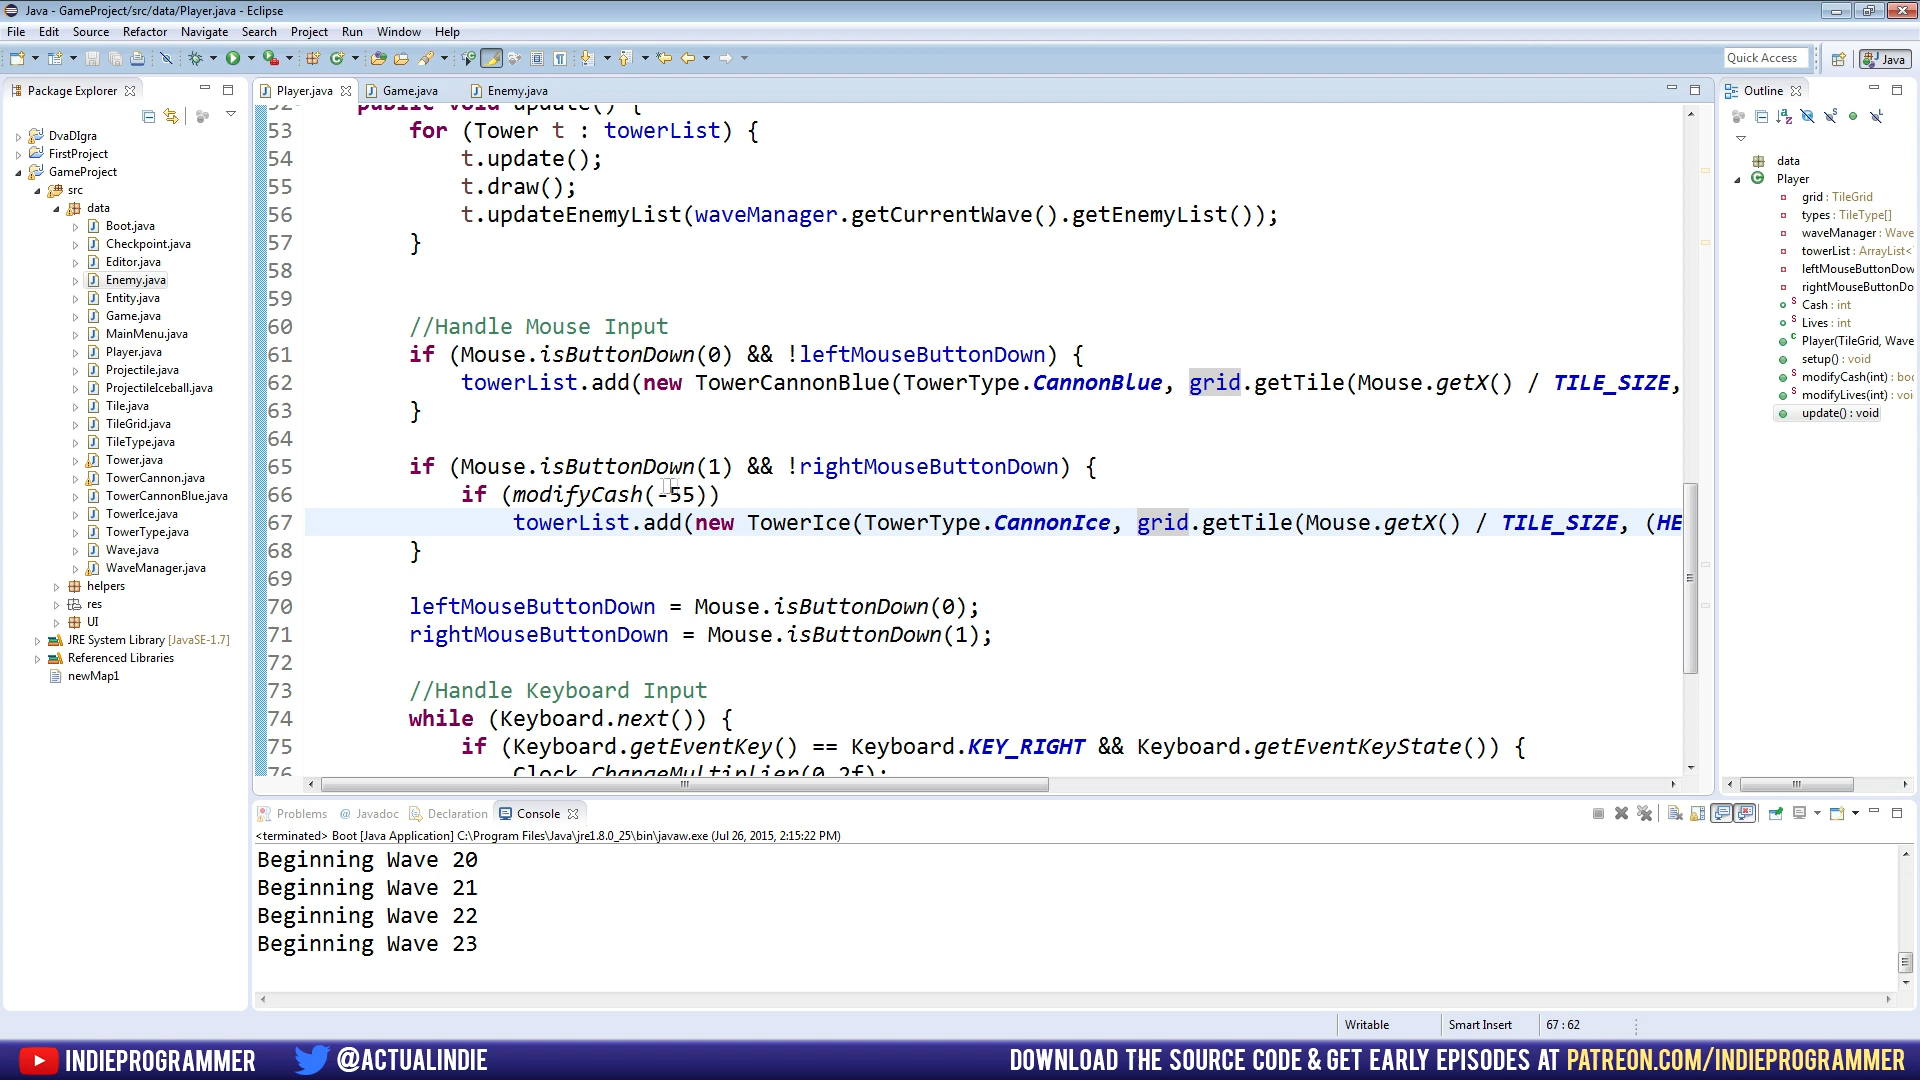 Java - GameProject/src/data/Player.java - Eclipse
File Edit Source Refactor Navigate Search Project Run Window Help
Quick Access
Java
Package Explorer
DvaDIgra
FirstProject
GameProject
src
data
Boot.java
Checkpoint.java
Editor.java
Enemy.java
Entity.java
Game.java
MainMenu.java
Player.java
Projectile.java
ProjectileIceball.java
Tile.java
TileGrid.java
TileType.java
Tower.java
TowerCannon.java
TowerCannonBlue.java
TowerIce.java
TowerType.java
Wave.java
WaveManager.java
helpers
res
UI
JRE System Library [JavaSE-1.7]
Referenced Libraries
newMap1
Player.java Game.java Enemy.java
52 public void update() {
53 for (Tower t : towerList) {
54 t.update();
55 t.draw();
56 t.updateEnemyList(waveManager.getCurrentWave().getEnemyList());
57 }
58
59
60 //Handle Mouse Input
61 if (Mouse.isButtonDown(0) && !leftMouseButtonDown) {
62 towerList.add(new TowerCannonBlue(TowerType.CannonBlue, grid.getTile(Mouse.getX() / TILE_SIZE,
63 }
64
65 if (Mouse.isButtonDown(1) && !rightMouseButtonDown) {
66 if (modifyCash(-55))
67 towerList.add(new TowerIce(TowerType.CannonIce, grid.getTile(Mouse.getX() / TILE_SIZE, (HE
68 }
69
70 leftMouseButtonDown = Mouse.isButtonDown(0);
71 rightMouseButtonDown = Mouse.isButtonDown(1);
72
73 //Handle Keyboard Input
74 while (Keyboard.next()) {
75 if (Keyboard.getEventKey() == Keyboard.KEY_RIGHT && Keyboard.getEventKeyState()) {
76 Clock.ChangeMultiplier(0.2f);
Outline
data
Player
grid : TileGrid
types : TileType[]
waveManager : Wave
towerList : ArrayList<
leftMouseButtonDow
rightMouseButtonDo
S Cash : int
S Lives : int
c Player(TileGrid, Wave
setup() : void
S modifyCash(int) : boo
S modifyLives(int) : voi
update() : void
Problems @ Javadoc Declaration Console
<terminated> Boot [Java Application] C:\Program Files\Java\jre1.8.0_25\bin\javaw.exe (Jul 26, 2015, 2:15:22 PM)
Beginning Wave 20
Beginning Wave 21
Beginning Wave 22
Beginning Wave 23
Writable Smart Insert 67 : 62
INDIEPROGRAMMER @ACTUALINDIE DOWNLOAD THE SOURCE CODE & GET EARLY EPISODES AT PATREON.COM/INDIEPROGRAMMER